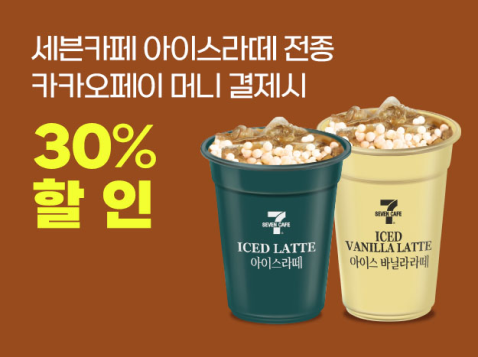 세븐카페 아이스라떼 전종
카카오페이 머니 결제시
30%
할인
7
SEVEN CAFE
ICED LATTE
아이스라떼
7
SEVEN CAFE
ICED
VANILLA LATTE
아이스 바닐라라떼